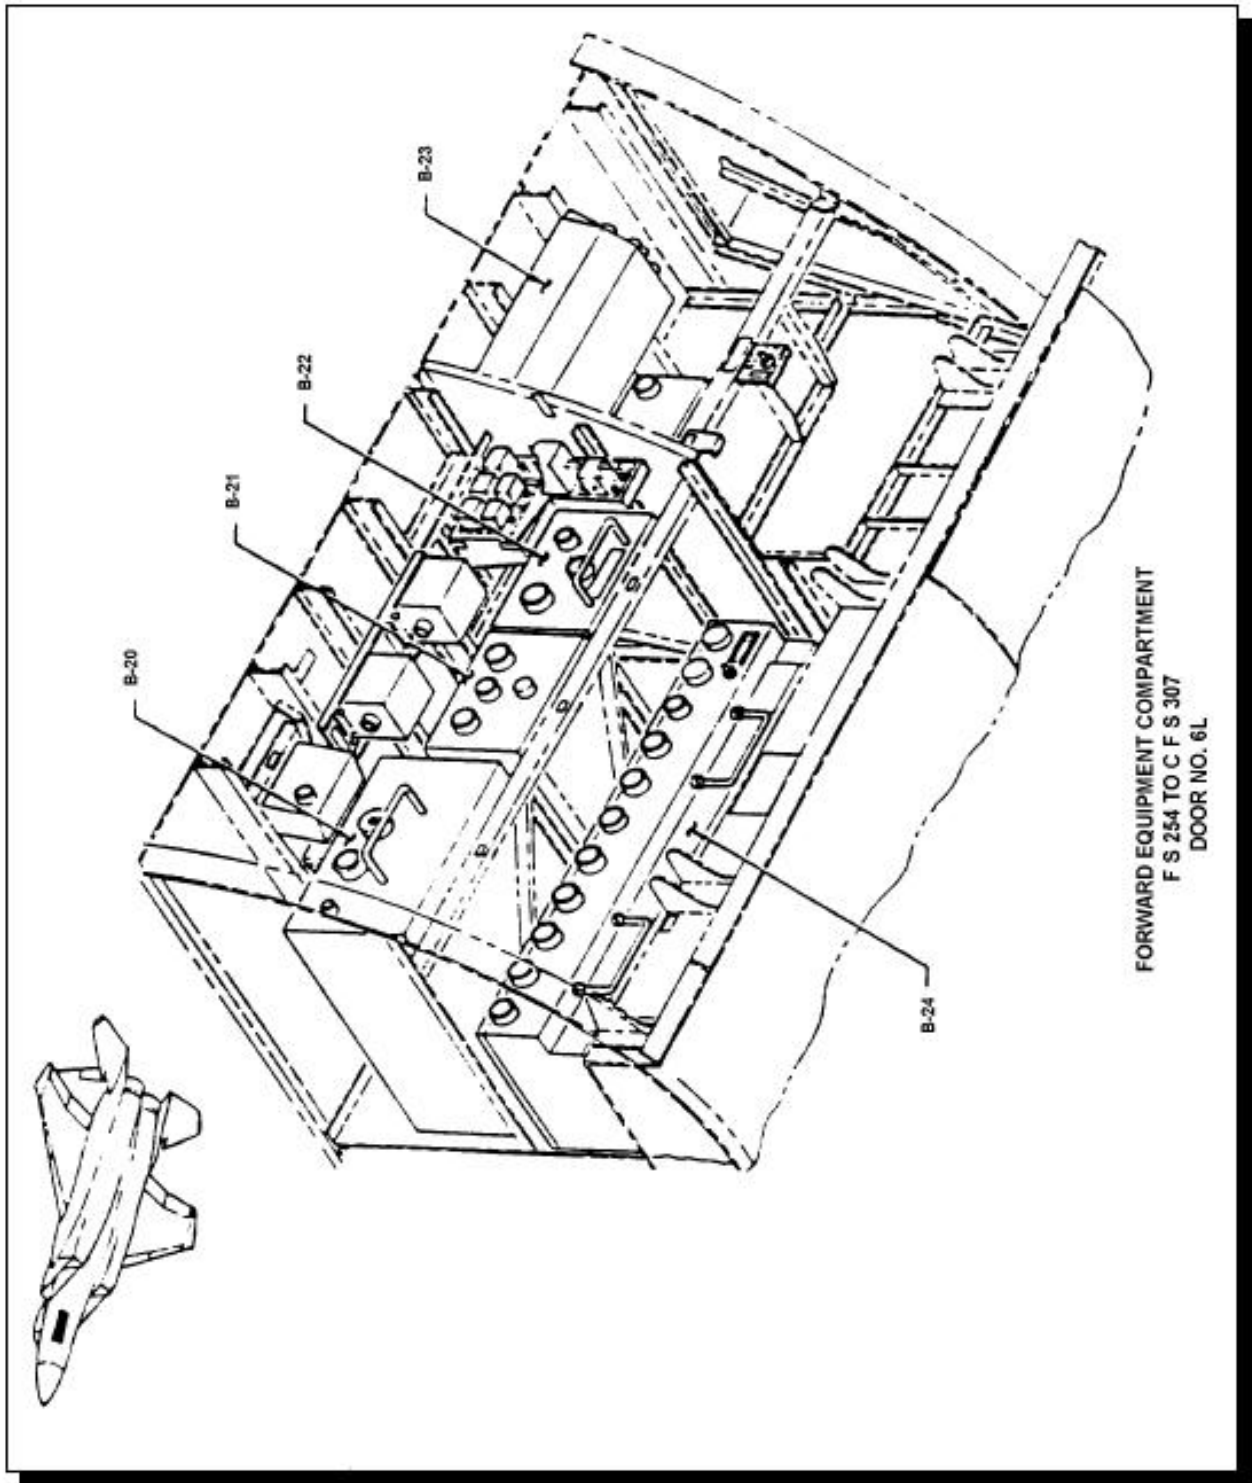 B-20
B-21
B-22
B-23
B-24
FORWARD EQUIPMENT COMPARTMENT
F S 254 TO C F S 307
DOOR NO. 6L